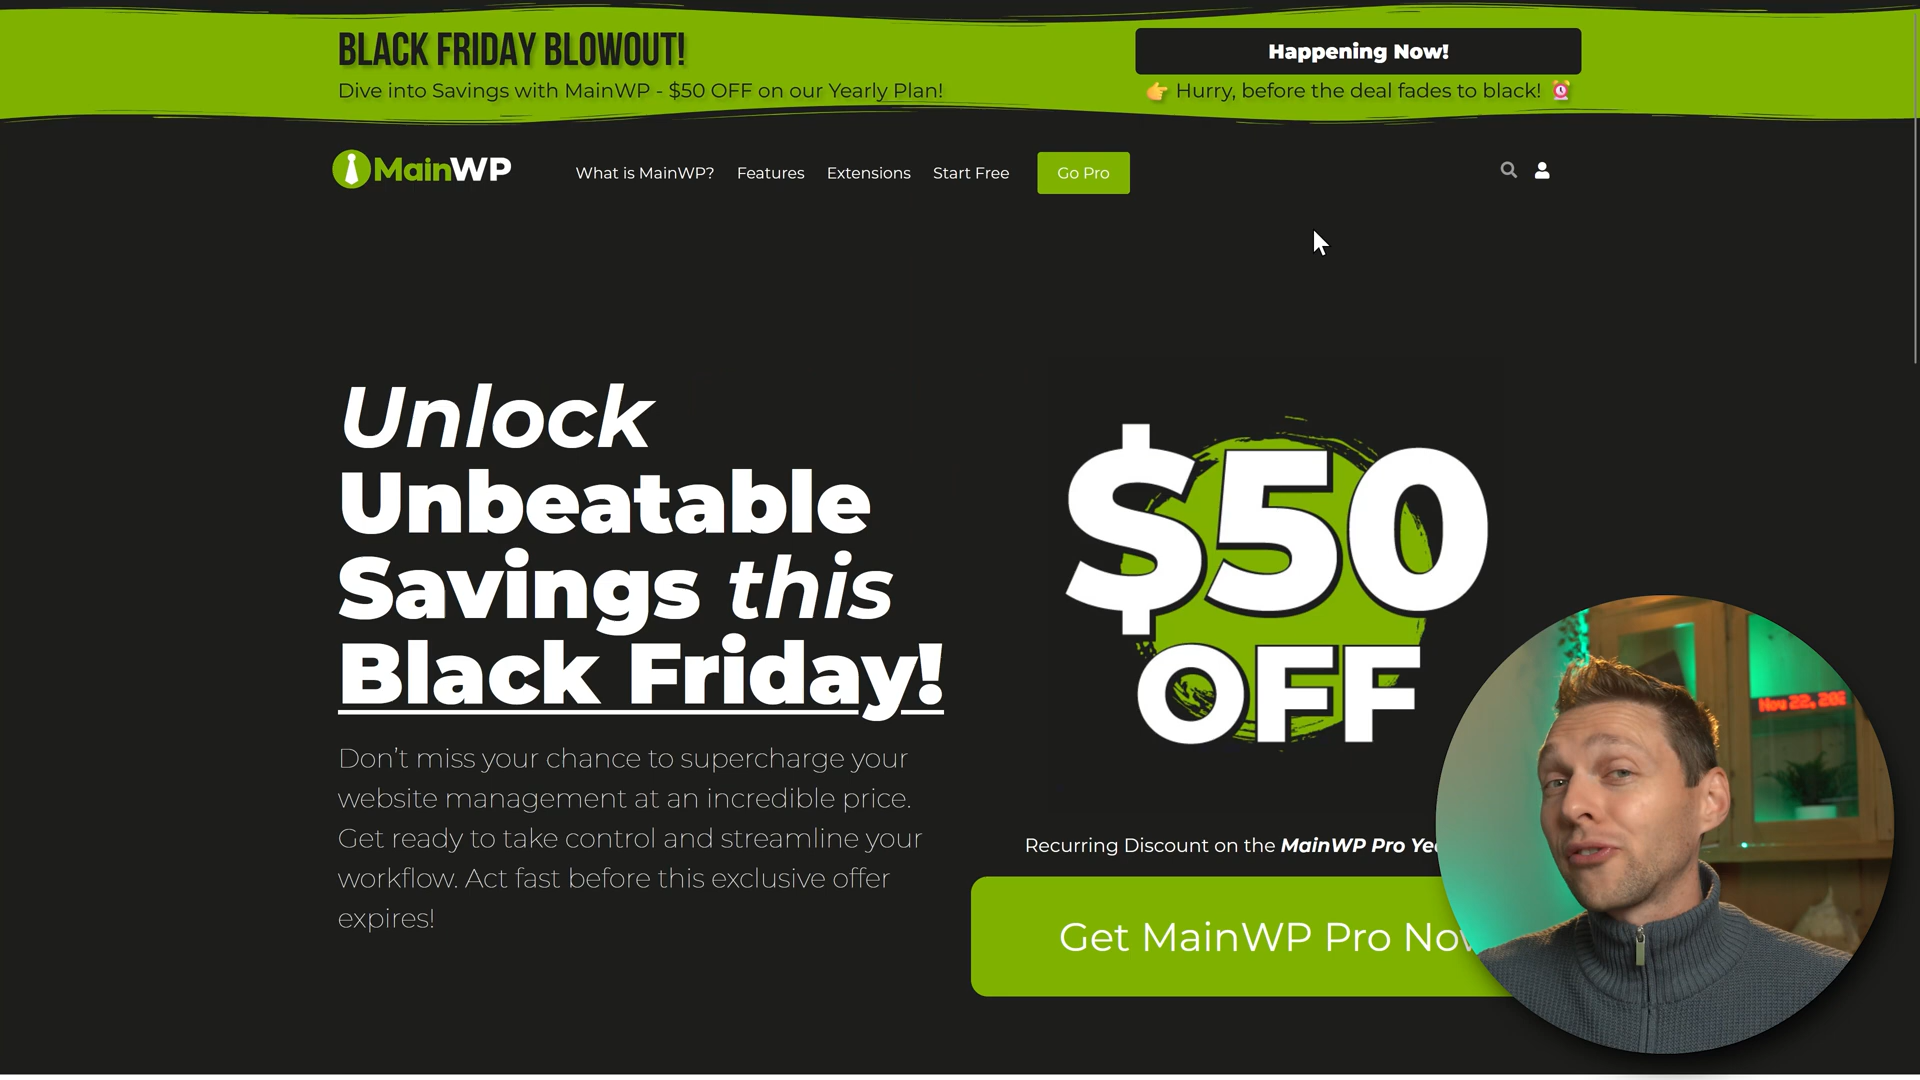 BLACK FRIDAY BLOWOUT!
Dive into Savings with MainWP - $50 OFF on our Yearly Plan!
Happening Now!
👉 Hurry, before the deal fades to black! ⏰
MainWP
What is MainWP? Features Extensions Start Free Go Pro
Unlock
Unbeatable
Savings this
Black Friday!
Don't miss your chance to supercharge your
website management at an incredible price.
Get ready to take control and streamline your
workflow. Act fast before this exclusive offer
expires!
$50
OFF
Recurring Discount on the MainWP Pro
Get MainWP Pro
Nov 22,